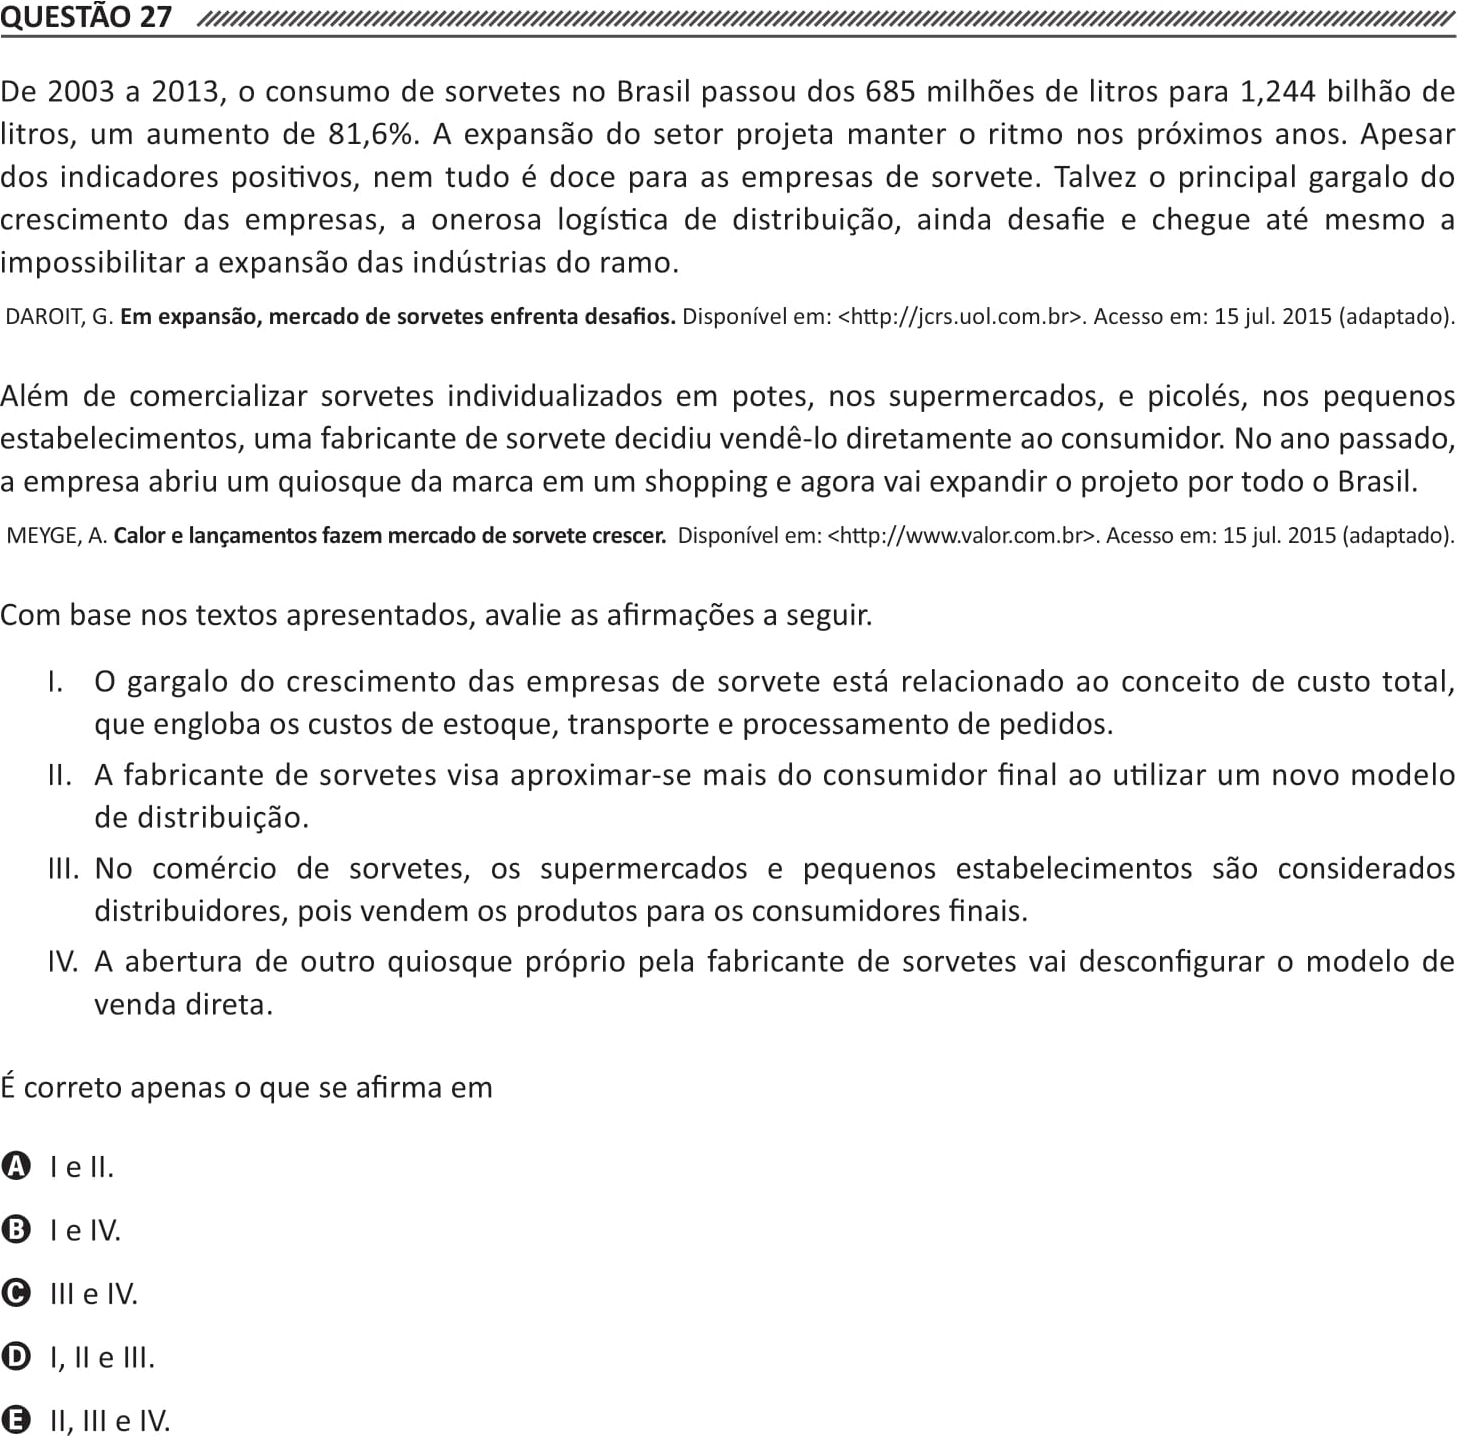 QUESTÃO 27
De 2003 a 2013, o consumo de sorvetes no Brasil passou dos 685 milhões de litros para 1,244 bilhão de
litros, um aumento de 81,6%. A expansão do setor projeta manter o ritmo nos próximos anos. Apesar
dos indicadores positivos, nem tudo é doce para as empresas de sorvete. Talvez o principal gargalo do
crescimento das empresas, a onerosa logística de distribuição, ainda desafie e chegue até mesmo a
impossibilitar a expansão das indústrias do ramo.
DAROIT, G. Em expansão, mercado de sorvetes enfrenta desafios. Disponível em: <http://jcrs.uol.com.br>. Acesso em: 15 jul. 2015 (adaptado).
Além de comercializar sorvetes individualizados em potes, nos supermercados, e picolés, nos pequenos
estabelecimentos, uma fabricante de sorvete decidiu vendê-lo diretamente ao consumidor. No ano passado,
a empresa abriu um quiosque da marca em um shopping e agora vai expandir o projeto por todo o Brasil.
MEYGE, A. Calor e lançamentos fazem mercado de sorvete crescer. Disponível em: <http://www.valor.com.br>. Acesso em: 15 jul. 2015 (adaptado).
Com base nos textos apresentados, avalie as afirmações a seguir.
I. O gargalo do crescimento das empresas de sorvete está relacionado ao conceito de custo total,
que engloba os custos de estoque, transporte e processamento de pedidos.
II. A fabricante de sorvetes visa aproximar-se mais do consumidor final ao utilizar um novo modelo
de distribuição.
III. No comércio de sorvetes, os supermercados e pequenos estabelecimentos são considerados
distribuidores, pois vendem os produtos para os consumidores finais.
IV. A abertura de outro quiosque próprio pela fabricante de sorvetes vai desconfigurar o modelo de
venda direta.
É correto apenas o que se afirma em
A I e II.
B I e IV.
C III e IV.
D I, II e III.
E II, III e IV.